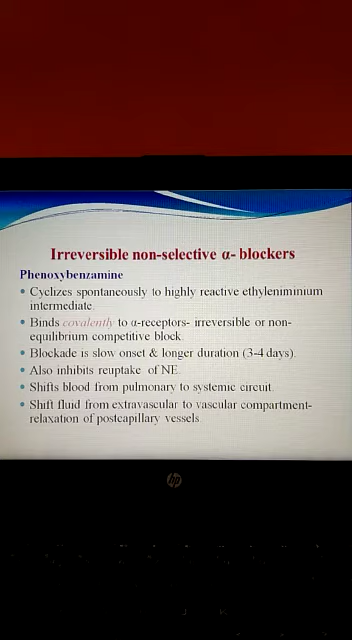 Irreversible non-selective α- blockers
Phenoxybenzamine
• Cyclizes spontaneously to highly reactive ethyleniminium
intermediate.
• Binds covalently to α-receptors- irreversible or non-
equilibrium competitive block.
• Blockade is slow onset & longer duration (3-4 days).
• Also inhibits reuptake of NE.
• Shifts blood from pulmonary to systemic circuit.
• Shift fluid from extravascular to vascular compartment-
relaxation of postcapillary vessels.
hp